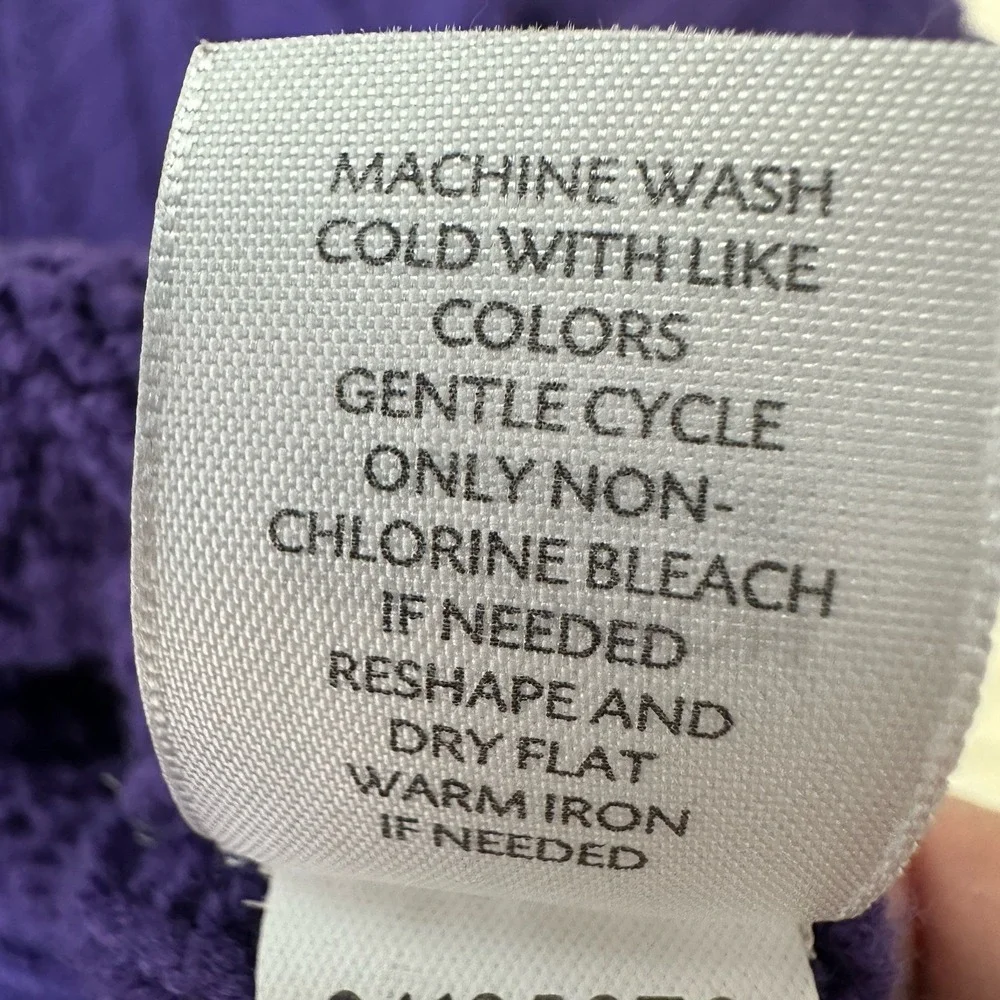 MACHINE WASH
COLD WITH LIKE
COLORS
GENTLE CYCLE
ONLY NON-
CHLORINE BLEACH
IF NEEDED
RESHAPE AND
DRY FLAT
WARM IRON
IF NEEDED